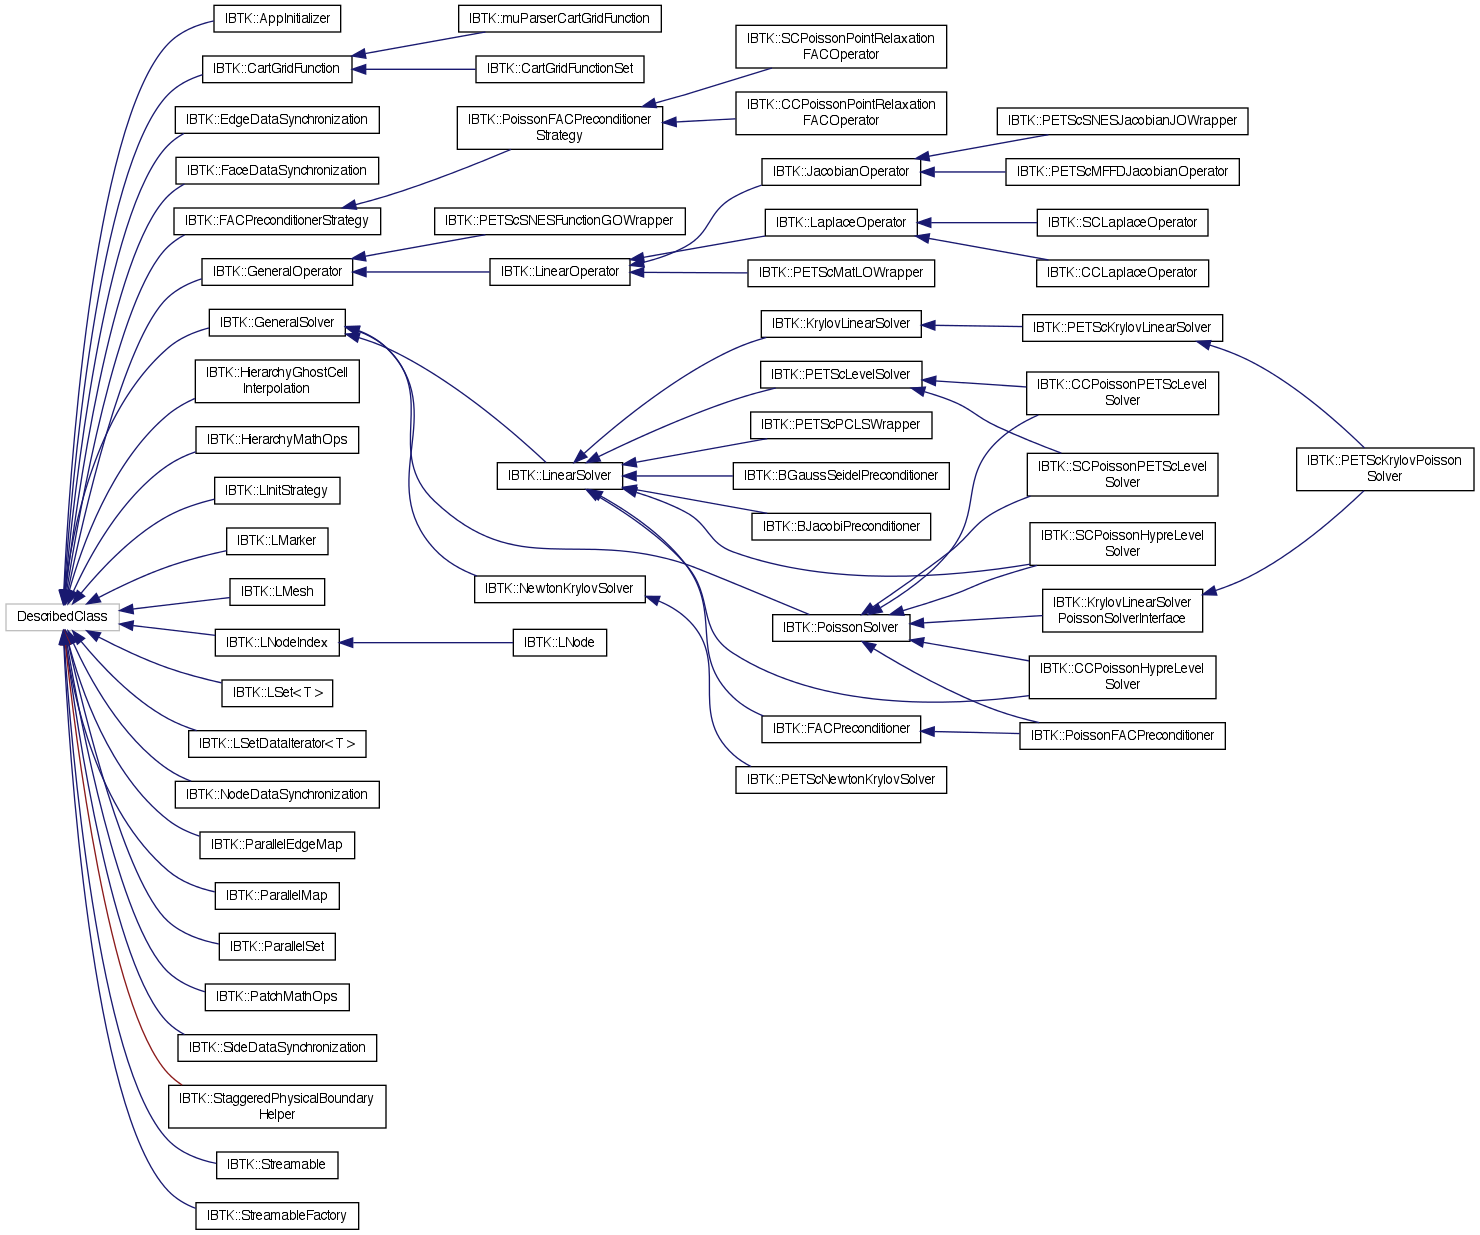 DescribedClass
IBTK::AppInitializer
IBTK::CartGridFunction
IBTK::EdgeDataSynchronization
IBTK::FaceDataSynchronization
IBTK::FACPreconditionerStrategy
IBTK::GeneralOperator
IBTK::GeneralSolver
IBTK::HierarchyGhostCell
Interpolation
IBTK::HierarchyMathOps
IBTK::LInitStrategy
IBTK::LMarker
IBTK::LMesh
IBTK::LNodeIndex
IBTK::LSet< T >
IBTK::LSetDataIterator< T >
IBTK::NodeDataSynchronization
IBTK::ParallelEdgeMap
IBTK::ParallelMap
IBTK::ParallelSet
IBTK::PatchMathOps
IBTK::SideDataSynchronization
IBTK::StaggeredPhysicalBoundary
Helper
IBTK::Streamable
IBTK::StreamableFactory
IBTK::muParserCartGridFunction
IBTK::CartGridFunctionSet
IBTK::PoissonFACPreconditioner
Strategy
IBTK::PETScSNESFunctionGOWrapper
IBTK::LinearOperator
IBTK::LinearSolver
IBTK::NewtonKrylovSolver
IBTK::LNode
IBTK::SCPoissonPointRelaxation
FACOperator
IBTK::CCPoissonPointRelaxation
FACOperator
IBTK::JacobianOperator
IBTK::LaplaceOperator
IBTK::PETScMatLOWrapper
IBTK::KrylovLinearSolver
IBTK::PETScLevelSolver
IBTK::PETScPCLSWrapper
IBTK::BGaussSeidelPreconditioner
IBTK::BJacobiPreconditioner
IBTK::PoissonSolver
IBTK::FACPreconditioner
IBTK::PETScNewtonKrylovSolver
IBTK::PETScSNESJacobianJOWrapper
IBTK::PETScMFFDJacobianOperator
IBTK::SCLaplaceOperator
IBTK::CCLaplaceOperator
IBTK::PETScKrylovLinearSolver
IBTK::CCPoissonPETScLevel
Solver
IBTK::SCPoissonPETScLevel
Solver
IBTK::SCPoissonHypreLevel
Solver
IBTK::KrylovLinearSolver
PoissonSolverInterface
IBTK::CCPoissonHypreLevel
Solver
IBTK::PoissonFACPreconditioner
IBTK::PETScKrylovPoisson
Solver